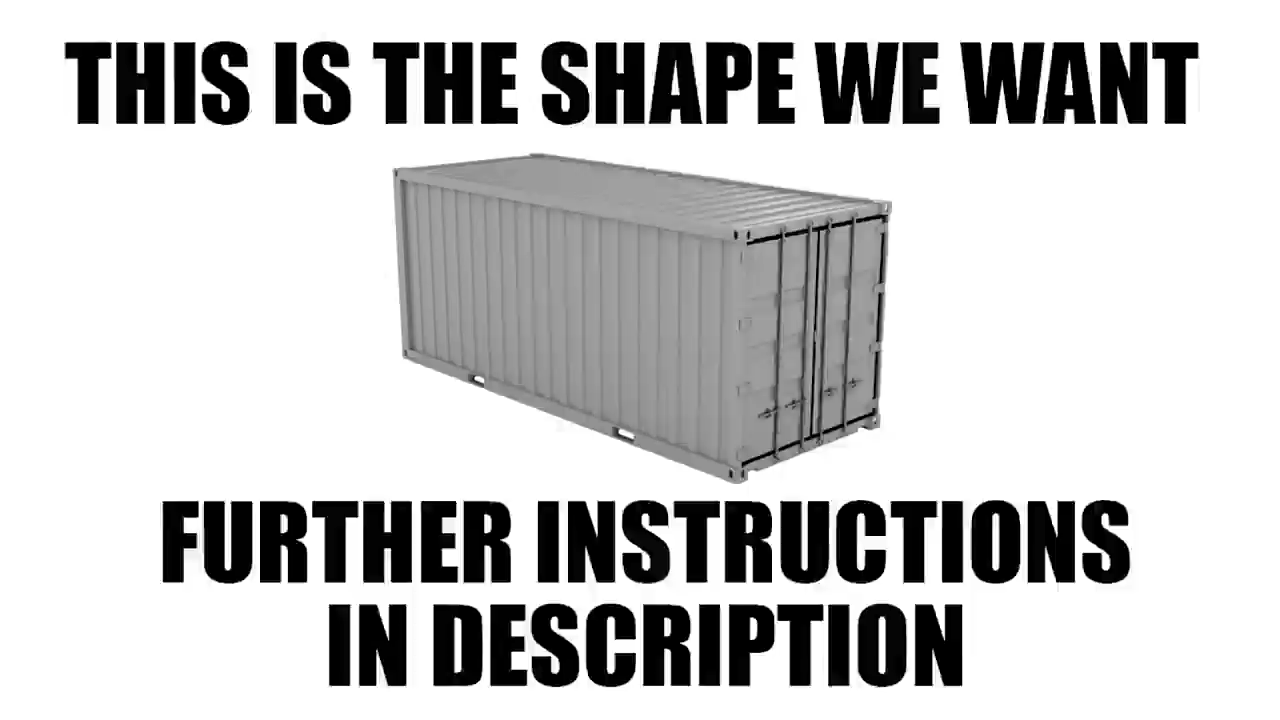 THIS IS THE SHAPE WE WANT
FURTHER INSTRUCTIONS
IN DESCRIPTION